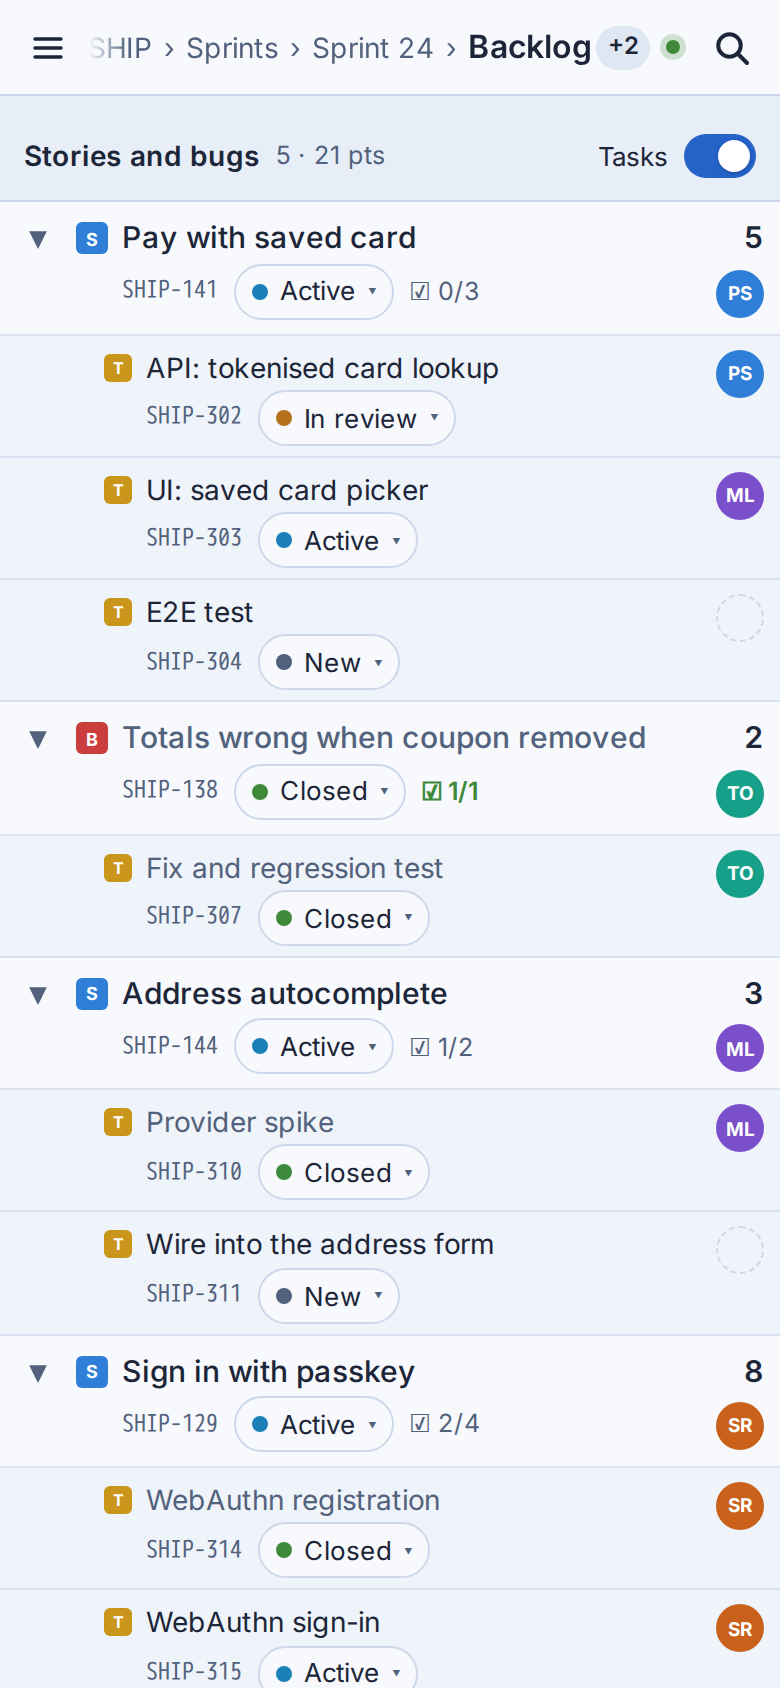 SHIP › Sprints › Sprint 24 › Backlog +2
Stories and bugs 5 · 21 pts Tasks
▼ S Pay with saved card 5
SHIP-141 Active ▾ ☑ 0/3 PS
T API: tokenised card lookup PS
SHIP-302 In review ▾
T UI: saved card picker ML
SHIP-303 Active ▾
T E2E test
SHIP-304 New ▾
▼ B Totals wrong when coupon removed 2
SHIP-138 Closed ▾ ☑ 1/1 TO
T Fix and regression test TO
SHIP-307 Closed ▾
▼ S Address autocomplete 3
SHIP-144 Active ▾ ☑ 1/2 ML
T Provider spike ML
SHIP-310 Closed ▾
T Wire into the address form
SHIP-311 New ▾
▼ S Sign in with passkey 8
SHIP-129 Active ▾ ☑ 2/4 SR
T WebAuthn registration SR
SHIP-314 Closed ▾
T WebAuthn sign-in SR
SHIP-315 Active ▾